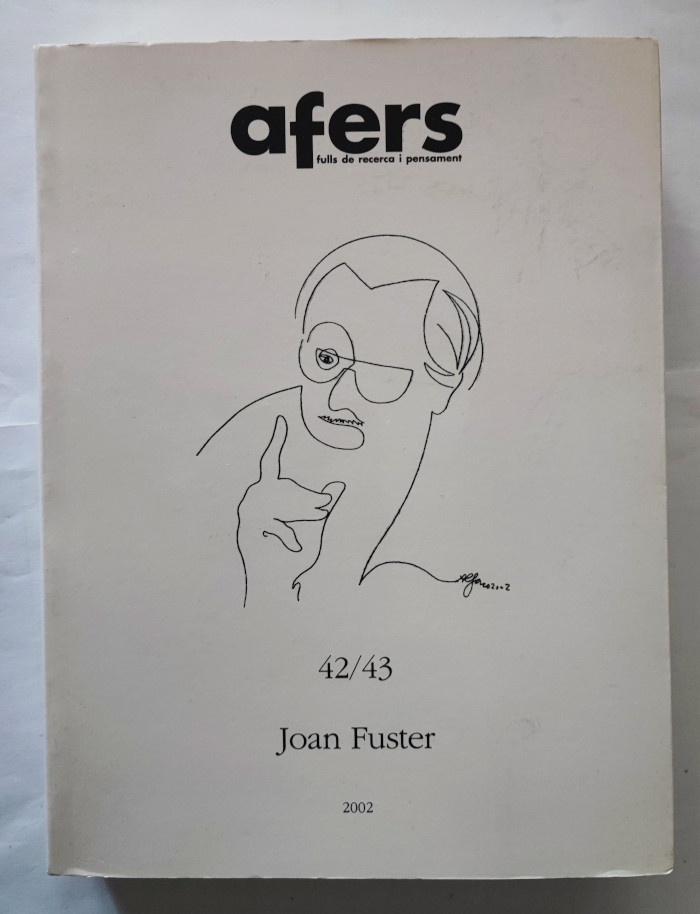 afers
fulls de recerca i pensament
42/43
Joan Fuster
2002